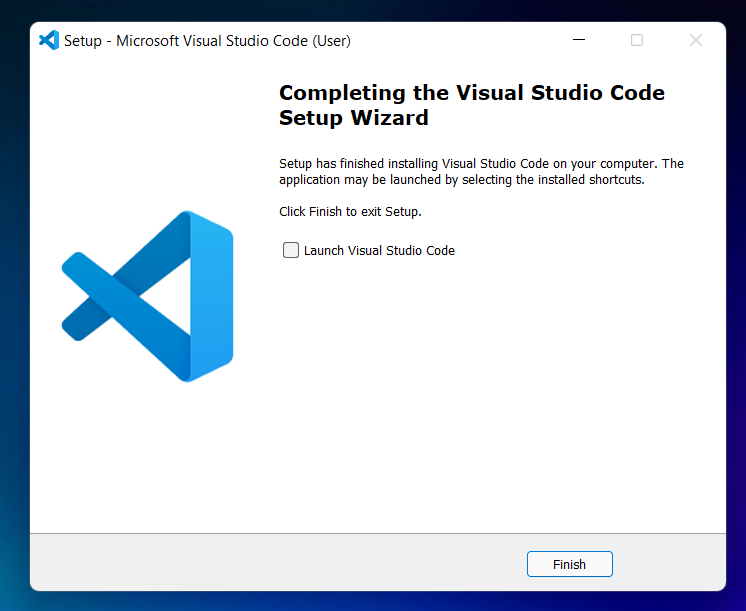 Setup - Microsoft Visual Studio Code (User)
Completing the Visual Studio Code
Setup Wizard
Setup has finished installing Visual Studio Code on your computer. The
application may be launched by selecting the installed shortcuts.
Click Finish to exit Setup.
Launch Visual Studio Code
Finish